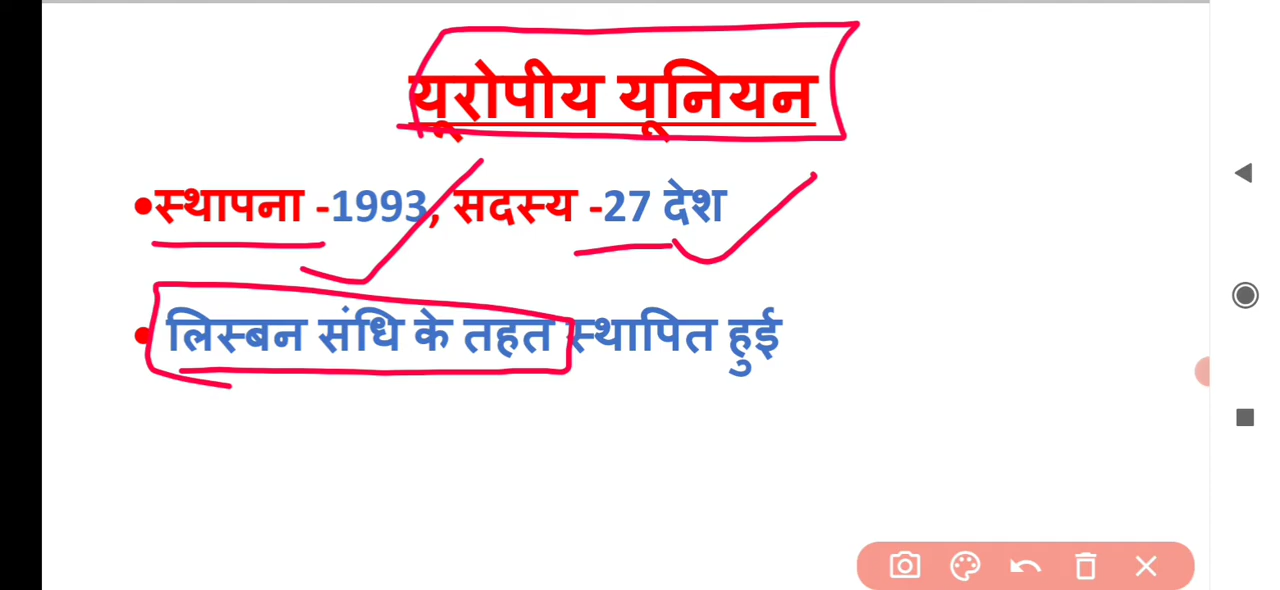 यूरोपीय यूनियन
•स्थापना -1993, सदस्य -27 देश
• लिस्बन संधि के तहत स्थापित हुई